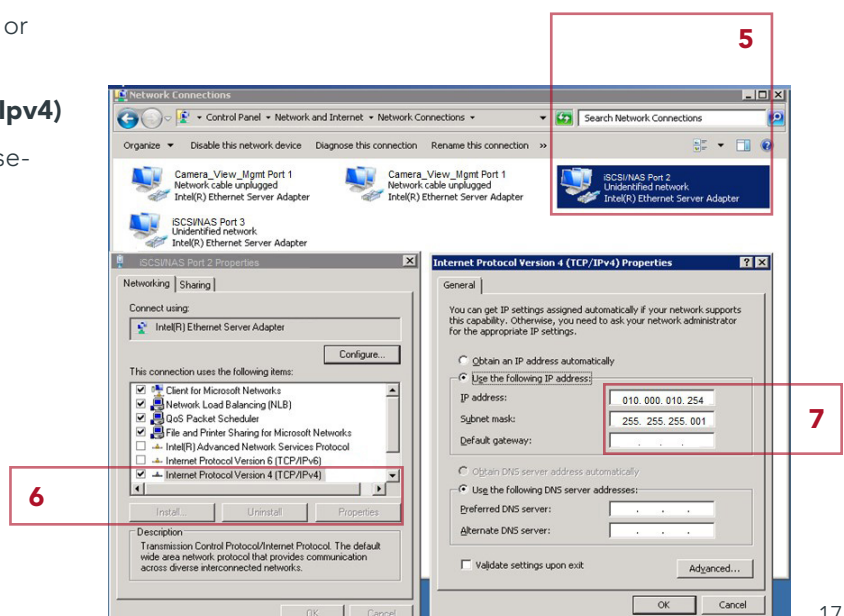 or
Ipv4)
se-
5
Network Connections
Control Panel Network and Internet Network Connections
Search Network Connections
Organize Disable this network device Diagnose this connection Rename this connection »
Camera_View_Mgmt Port 1
Network cable unplugged
Intel(R) Ethernet Server Adapter
Camera_View_Mgmt Port 1
Network cable unplugged
Intel(R) Ethernet Server Adapter
iSCSI/NAS Port 2
Unidentified network
Intel(R) Ethernet Server Adapter
iSCSI/NAS Port 3
Unidentified network
Intel(R) Ethernet Server Adapter
iSCSI/NAS Port 2 Properties
Networking Sharing
Connect using:
Intel(R) Ethernet Server Adapter
Configure...
This connection uses the following items:
Client for Microsoft Networks
Network Load Balancing (NLB)
QoS Packet Scheduler
File and Printer Sharing for Microsoft Networks
Intel(R) Advanced Network Services Protocol
Internet Protocol Version 6 (TCP/IPv6)
Internet Protocol Version 4 (TCP/IPv4)
6
Install... Uninstall Properties
Description
Transmission Control Protocol/Internet Protocol. The default
wide area network protocol that provides communication
across diverse interconnected networks.
OK Cancel
Internet Protocol Version 4 (TCP/IPv4) Properties
General
You can get IP settings assigned automatically if your network supports
this capability. Otherwise, you need to ask your network administrator
for the appropriate IP settings.
Obtain an IP address automatically
Use the following IP address:
IP address: 010. 000. 010. 254
Subnet mask: 255. 255. 255. 001
Default gateway: . . .
7
Obtain DNS server address automatically
Use the following DNS server addresses:
Preferred DNS server: . . .
Alternate DNS server: . . .
Validate settings upon exit
Advanced...
OK Cancel
17